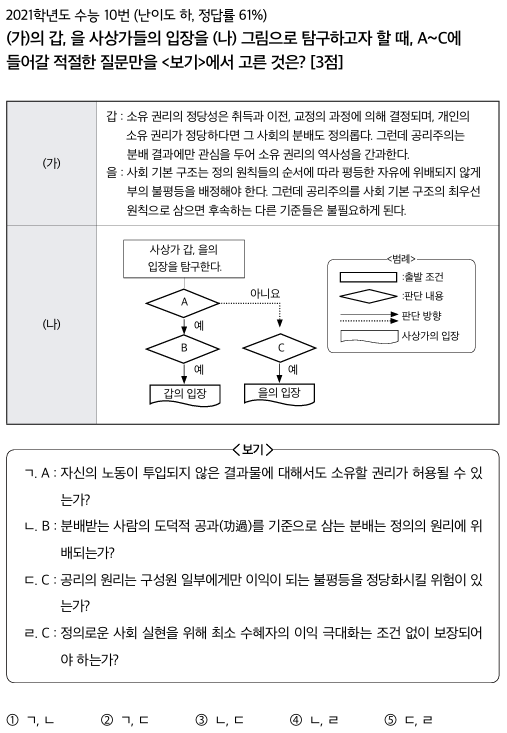 2021학년도 수능 10번 (난이도 하, 정답률 61%)
(가)의 갑, 을 사상가들의 입장을 (나) 그림으로 탐구하고자 할 때, A~C에
들어갈 적절한 질문만을 <보기>에서 고른 것은? [3점]
(가)
갑 : 소유 권리의 정당성은 취득과 이전, 교정의 과정에 의해 결정되며, 개인의
소유 권리가 정당하다면 그 사회의 분배도 정의롭다. 그런데 공리주의는
분배 결과에만 관심을 두어 소유 권리의 역사성을 간과한다.
을 : 사회 기본 구조는 정의 원칙들의 순서에 따라 평등한 자유에 위배되지 않게
부의 불평등을 배정해야 한다. 그런데 공리주의를 사회 기본 구조의 최우선
원칙으로 삼으면 후속하는 다른 기준들은 불필요하게 된다.
(나)
사상가 갑, 을의
입장을 탐구한다.
A
아니요
예
B
C
예
예
갑의 입장
을의 입장
<범례>
:출발 조건
:판단 내용
: 판단 방향
: 사상가의 입장
<보기>
ㄱ. A : 자신의 노동이 투입되지 않은 결과물에 대해서도 소유할 권리가 허용될 수 있
는가?
ㄴ. B : 분배받는 사람의 도덕적 공과(功過)를 기준으로 삼는 분배는 정의의 원리에 위
배되는가?
ㄷ. C : 공리의 원리는 구성원 일부에게만 이익이 되는 불평등을 정당화시킬 위험이 있
는가?
ㄹ. C : 정의로운 사회 실현을 위해 최소 수혜자의 이익 극대화는 조건 없이 보장되어
야 하는가?
① ㄱ, ㄴ ② ㄱ, ㄷ ③ ㄴ, ㄷ ④ ㄴ, ㄹ ⑤ ㄷ, ㄹ